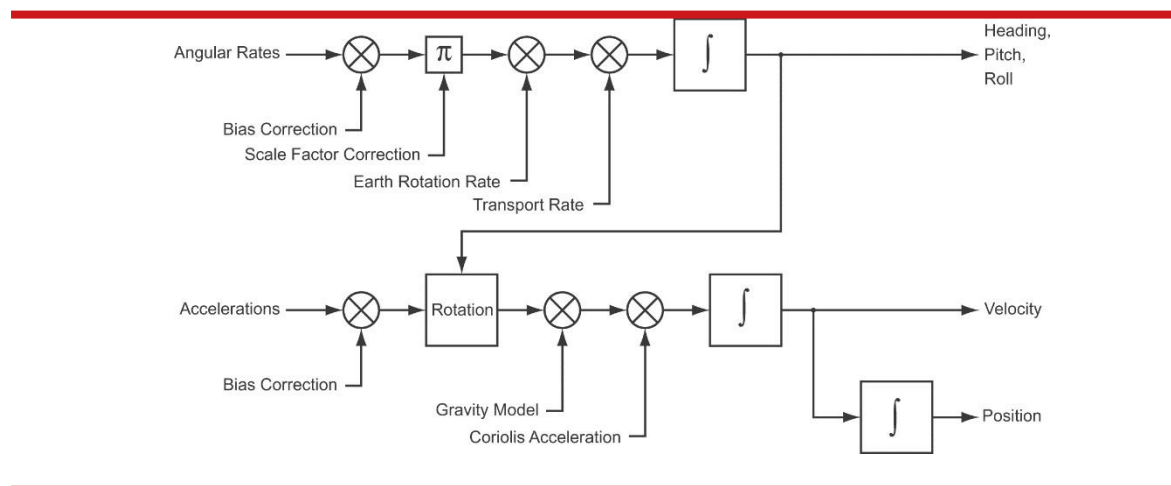 Angular Rates
π
∫
Heading,
Pitch,
Roll
Bias Correction
Scale Factor Correction
Earth Rotation Rate
Transport Rate
Accelerations
Rotation
∫
Velocity
Bias Correction
Gravity Model
Coriolis Acceleration
∫
Position